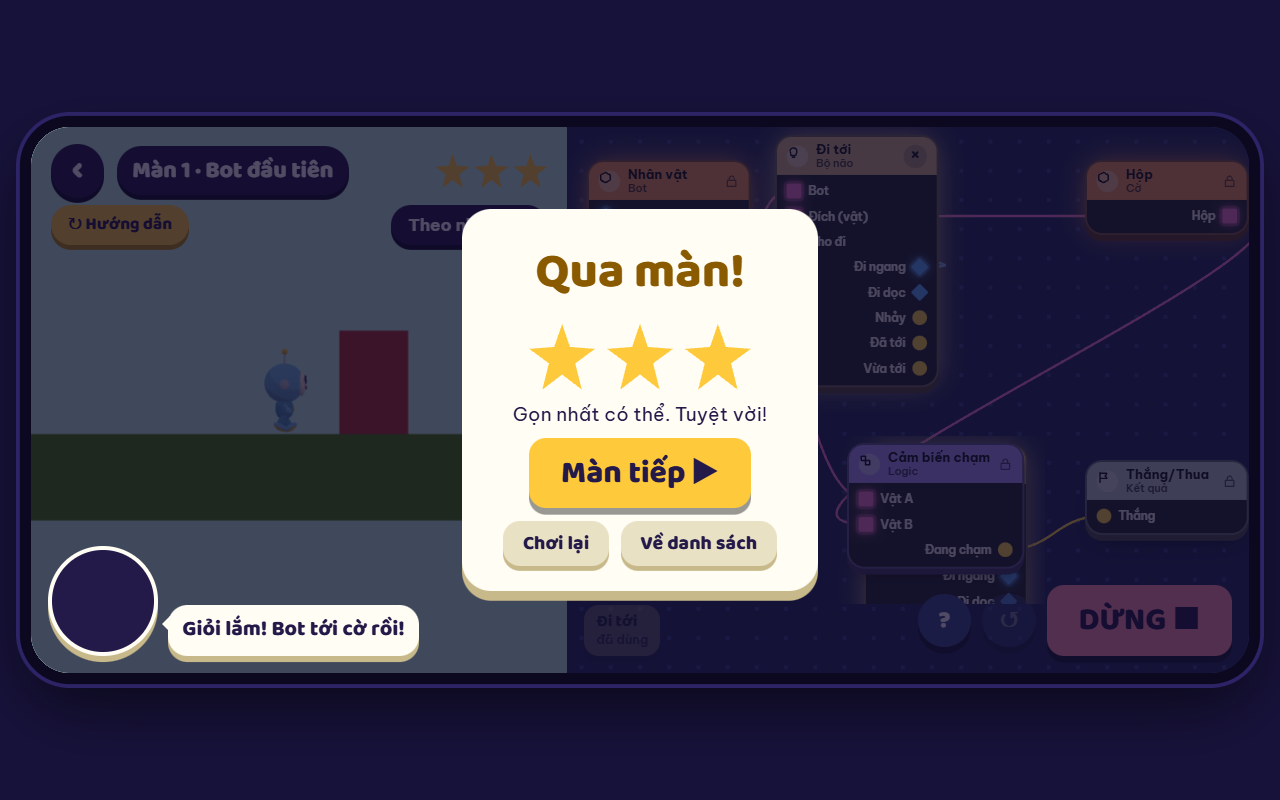 Màn 1 · Bot đầu tiên
↻ Hướng dẫn
Giỏi lắm! Bot tới cờ rồi!
Qua màn!
Gọn nhất có thể. Tuyệt vời!
Màn tiếp ▶
Chơi lại
Về danh sách
Nhân vật
Bot
Đi tới
Bộ não
Bot
Đích (vật)
Đi ngang
Đi dọc
Nhảy
Đã tới
Vừa tới
Hộp
Cờ
Hộp
Cảm biến chạm
Logic
Vật A
Vật B
Đang chạm
Đi ngang
Đi dọc
Thắng/Thua
Kết quả
Thắng
Đi tới
đã dùng
?
↺
DỪNG ■